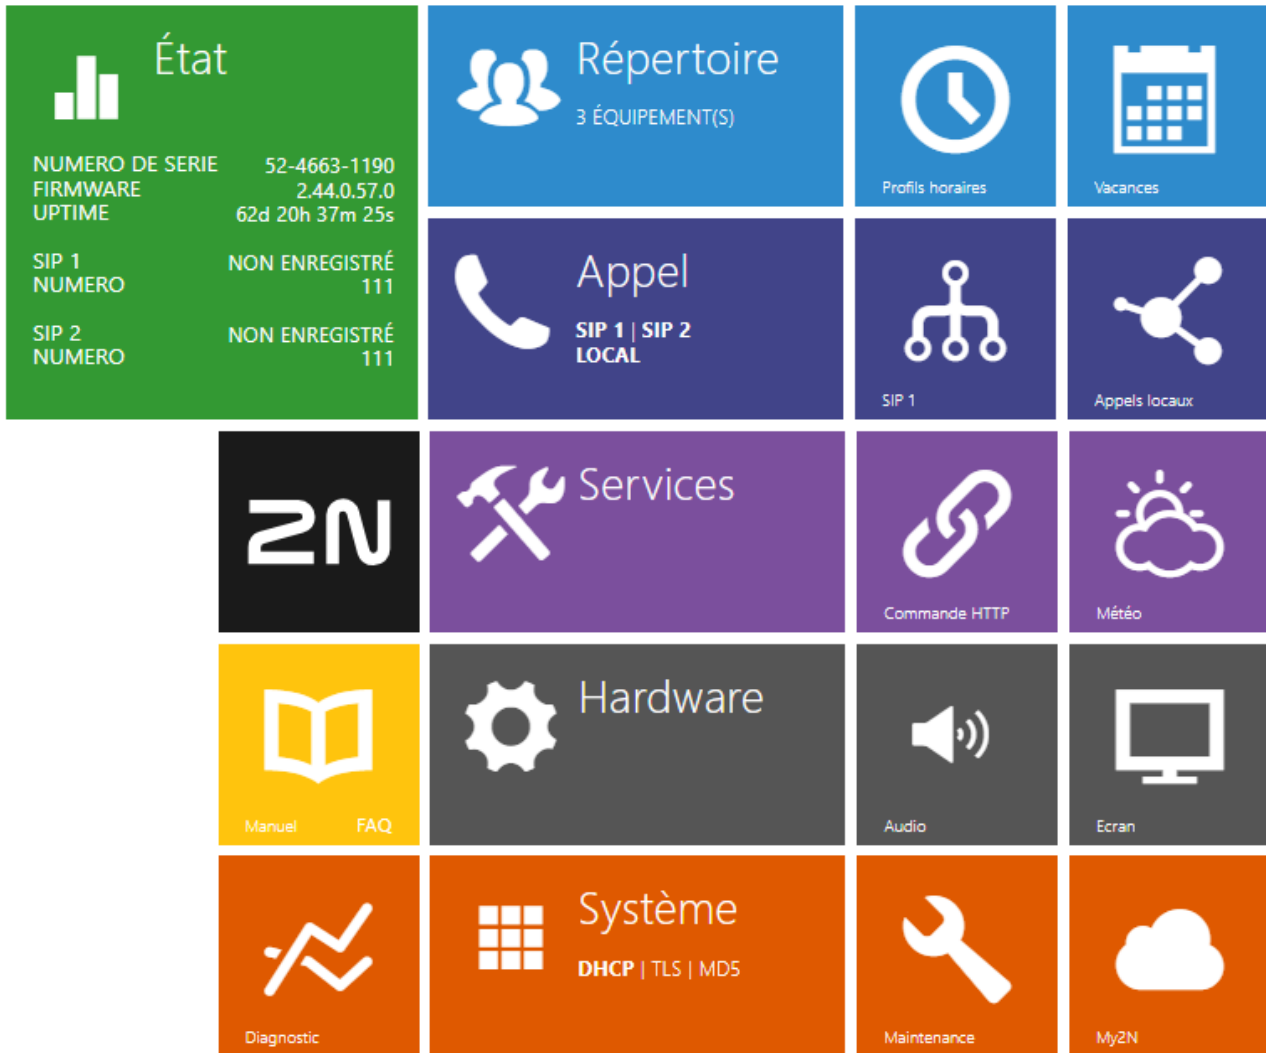 État
NUMERO DE SERIE 52-4663-1190
FIRMWARE 2.44.0.57.0
UPTIME 62d 20h 37m 25s
SIP 1 NON ENREGISTRÉ
NUMERO 111
SIP 2 NON ENREGISTRÉ
NUMERO 111
Répertoire
3 ÉQUIPEMENT(S)
Profils horaires
Vacances
Appel
SIP 1 | SIP 2
LOCAL
SIP 1
Appels locaux
2N
Services
Commande HTTP
Météo
Manuel FAQ
Hardware
Audio
Ecran
Diagnostic
Système
DHCP | TLS | MD5
Maintenance
My2N